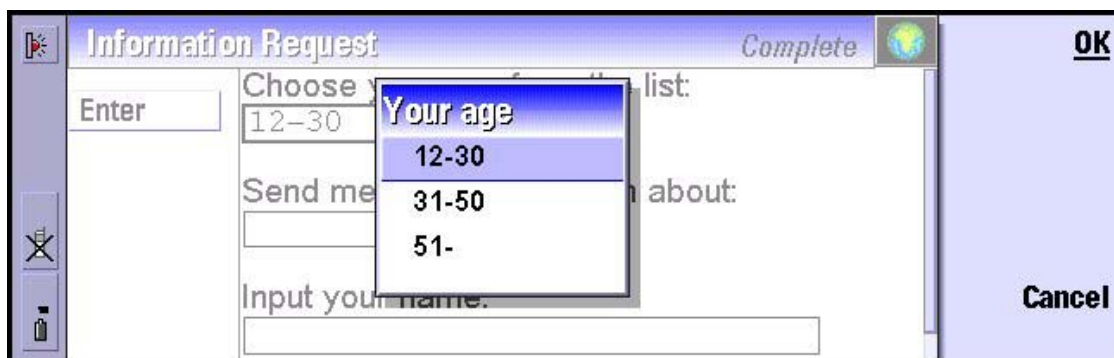 Information Request
Complete
OK
Enter
Choose
list:
12-30
Your age
12-30
31-50
51-
Send me
about:
Input your name:
Cancel